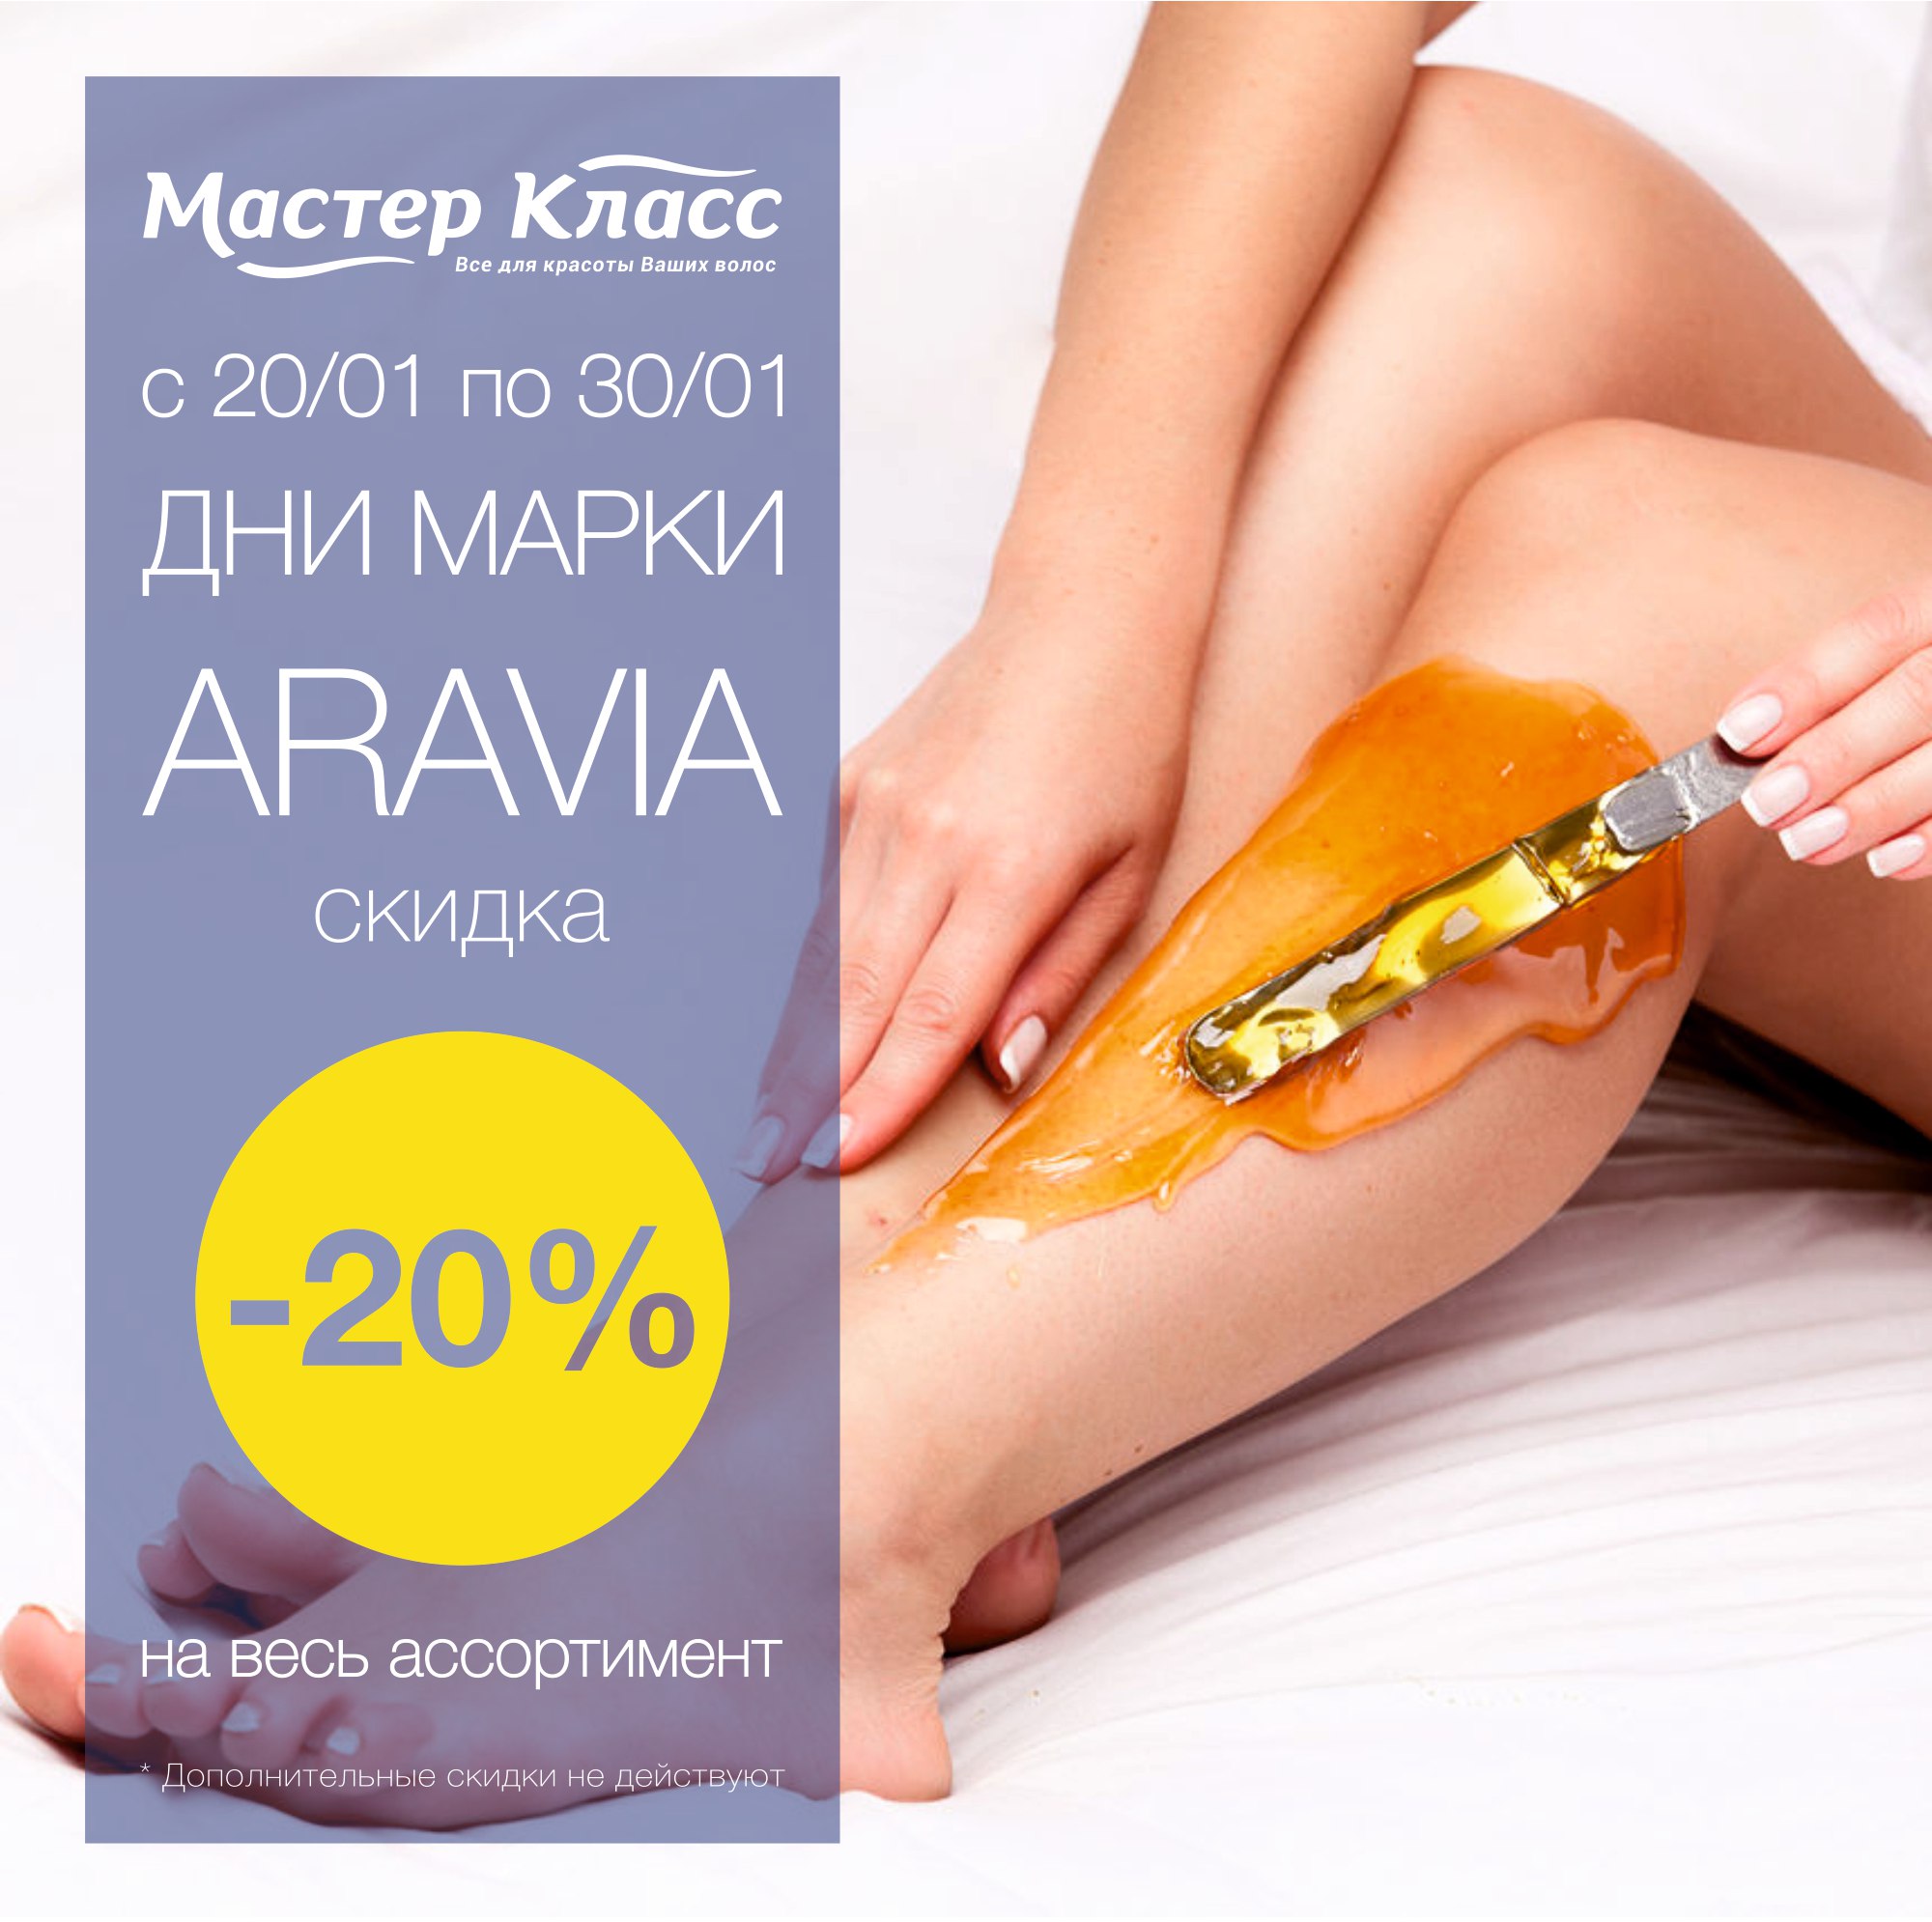 Мастер Класс
Все для красоты Ваших волос
с 20/01 по 30/01
ДНИ МАРКИ
ARAVIA
скидка
-20%
на весь ассортимент
* Дополнительные скидки не действуют